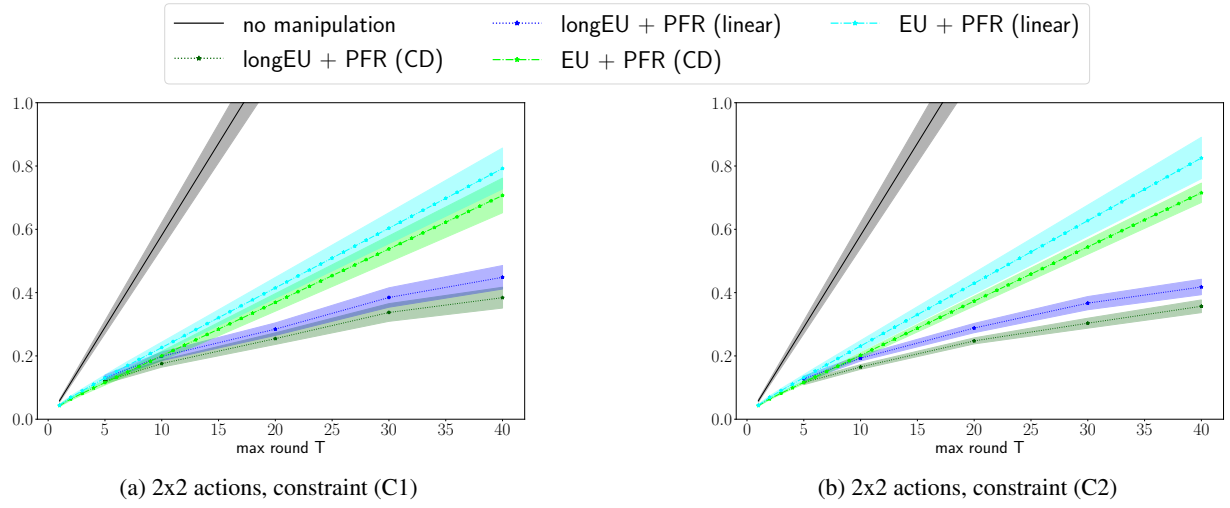 no manipulation
longEU + PFR (linear)
EU + PFR (linear)
longEU + PFR (CD)
EU + PFR (CD)
1.0
0.8
0.6
0.4
0.2
0.0
0 5 10 15 20 25 30 35 40
max round T
(a) 2x2 actions, constraint (C1)
1.0
0.8
0.6
0.4
0.2
0.0
0 5 10 15 20 25 30 35 40
max round T
(b) 2x2 actions, constraint (C2)